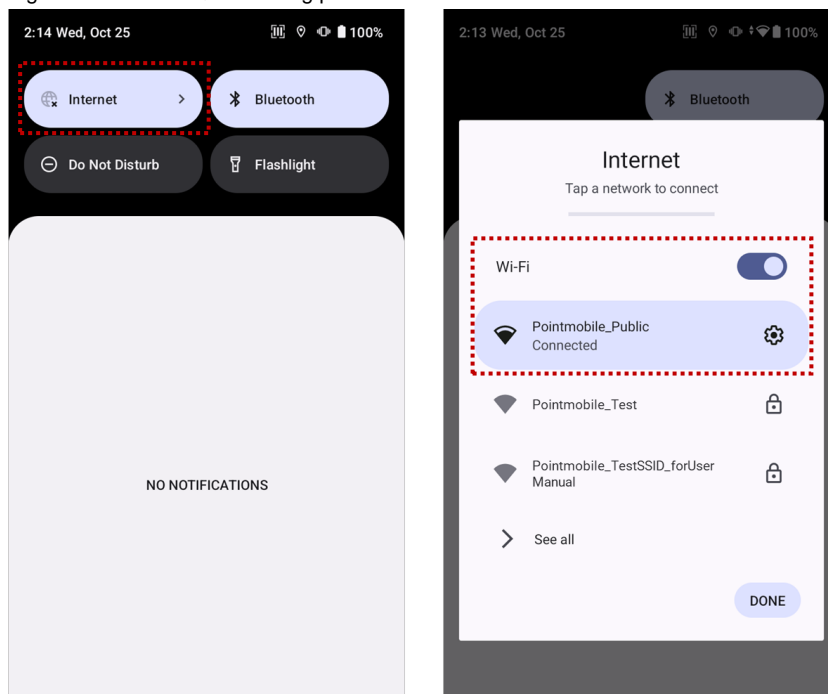 2:14 Wed, Oct 25
100%
Internet
Bluetooth
Do Not Disturb
Flashlight
NO NOTIFICATIONS
2:13 Wed, Oct 25
100%
Bluetooth
Internet
Tap a network to connect
Wi-Fi
Pointmobile_Public
Connected
Pointmobile_Test
Pointmobile_TestSSID_forUser
Manual
See all
DONE